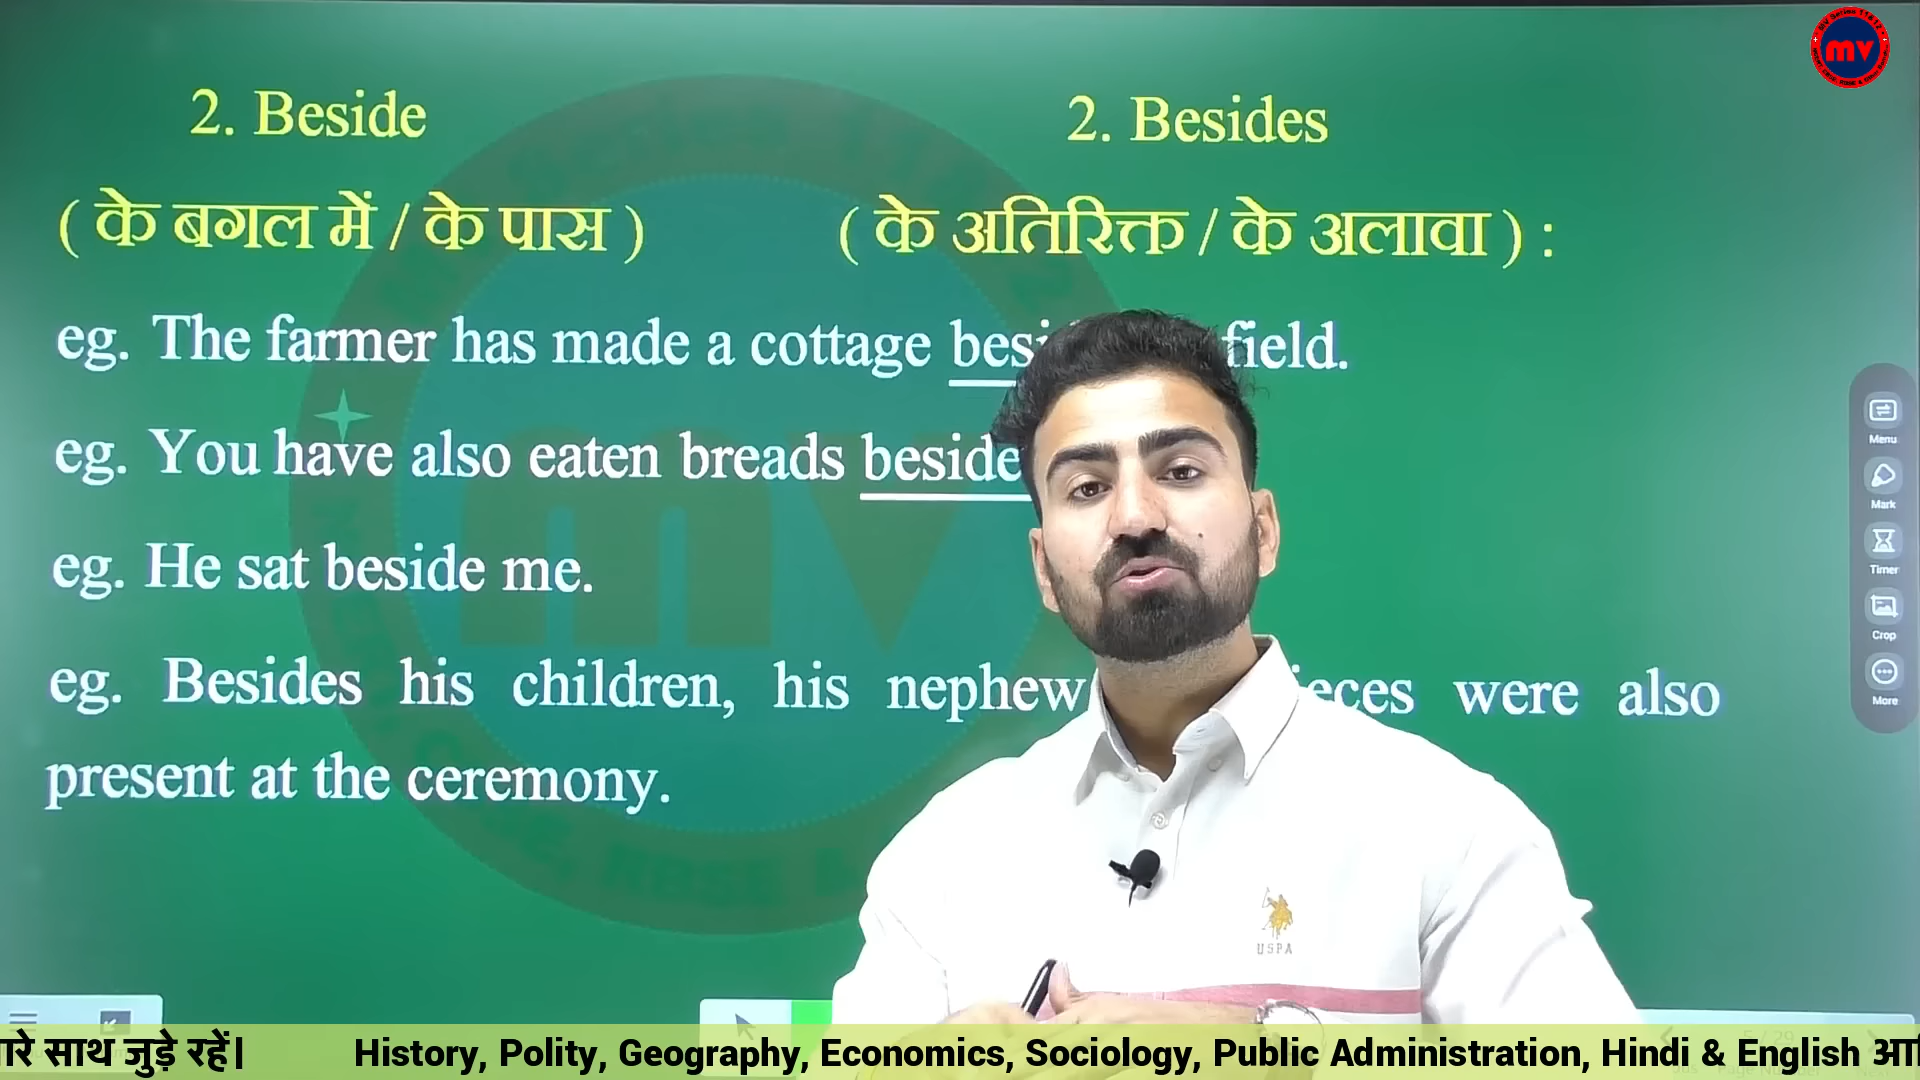 2. Beside
2. Besides
( के बगल में / के पास )
( के अतिरिक्त / के अलावा ) :
eg. The farmer has made a cottage field.
eg. You have also eaten breads
eg. He sat beside me.
eg. Besides his children, his were also
present at the ceremony.
mv
Menu
Mark
Timer
Crop
More
USPA
साथ जुड़े रहें।
History, Polity, Geography, Economics, Sociology, Public Administration, Hindi & English